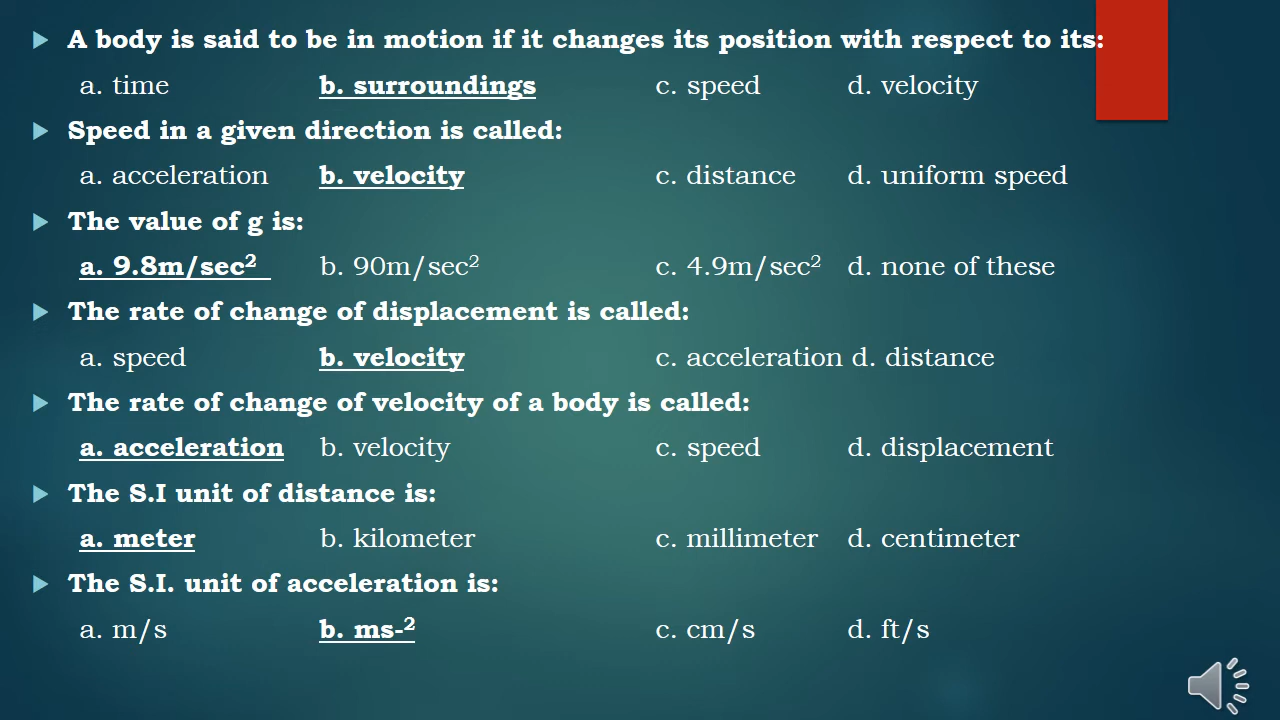 A body is said to be in motion if it changes its position with respect to its:
a. time b. surroundings c. speed d. velocity
Speed in a given direction is called:
a. acceleration b. velocity c. distance d. uniform speed
The value of g is:
a. 9.8m/sec² b. 90m/sec² c. 4.9m/sec² d. none of these
The rate of change of displacement is called:
a. speed b. velocity c. acceleration d. distance
The rate of change of velocity of a body is called:
a. acceleration b. velocity c. speed d. displacement
The S.I unit of distance is:
a. meter b. kilometer c. millimeter d. centimeter
The S.I. unit of acceleration is:
a. m/s b. ms-² c. cm/s d. ft/s